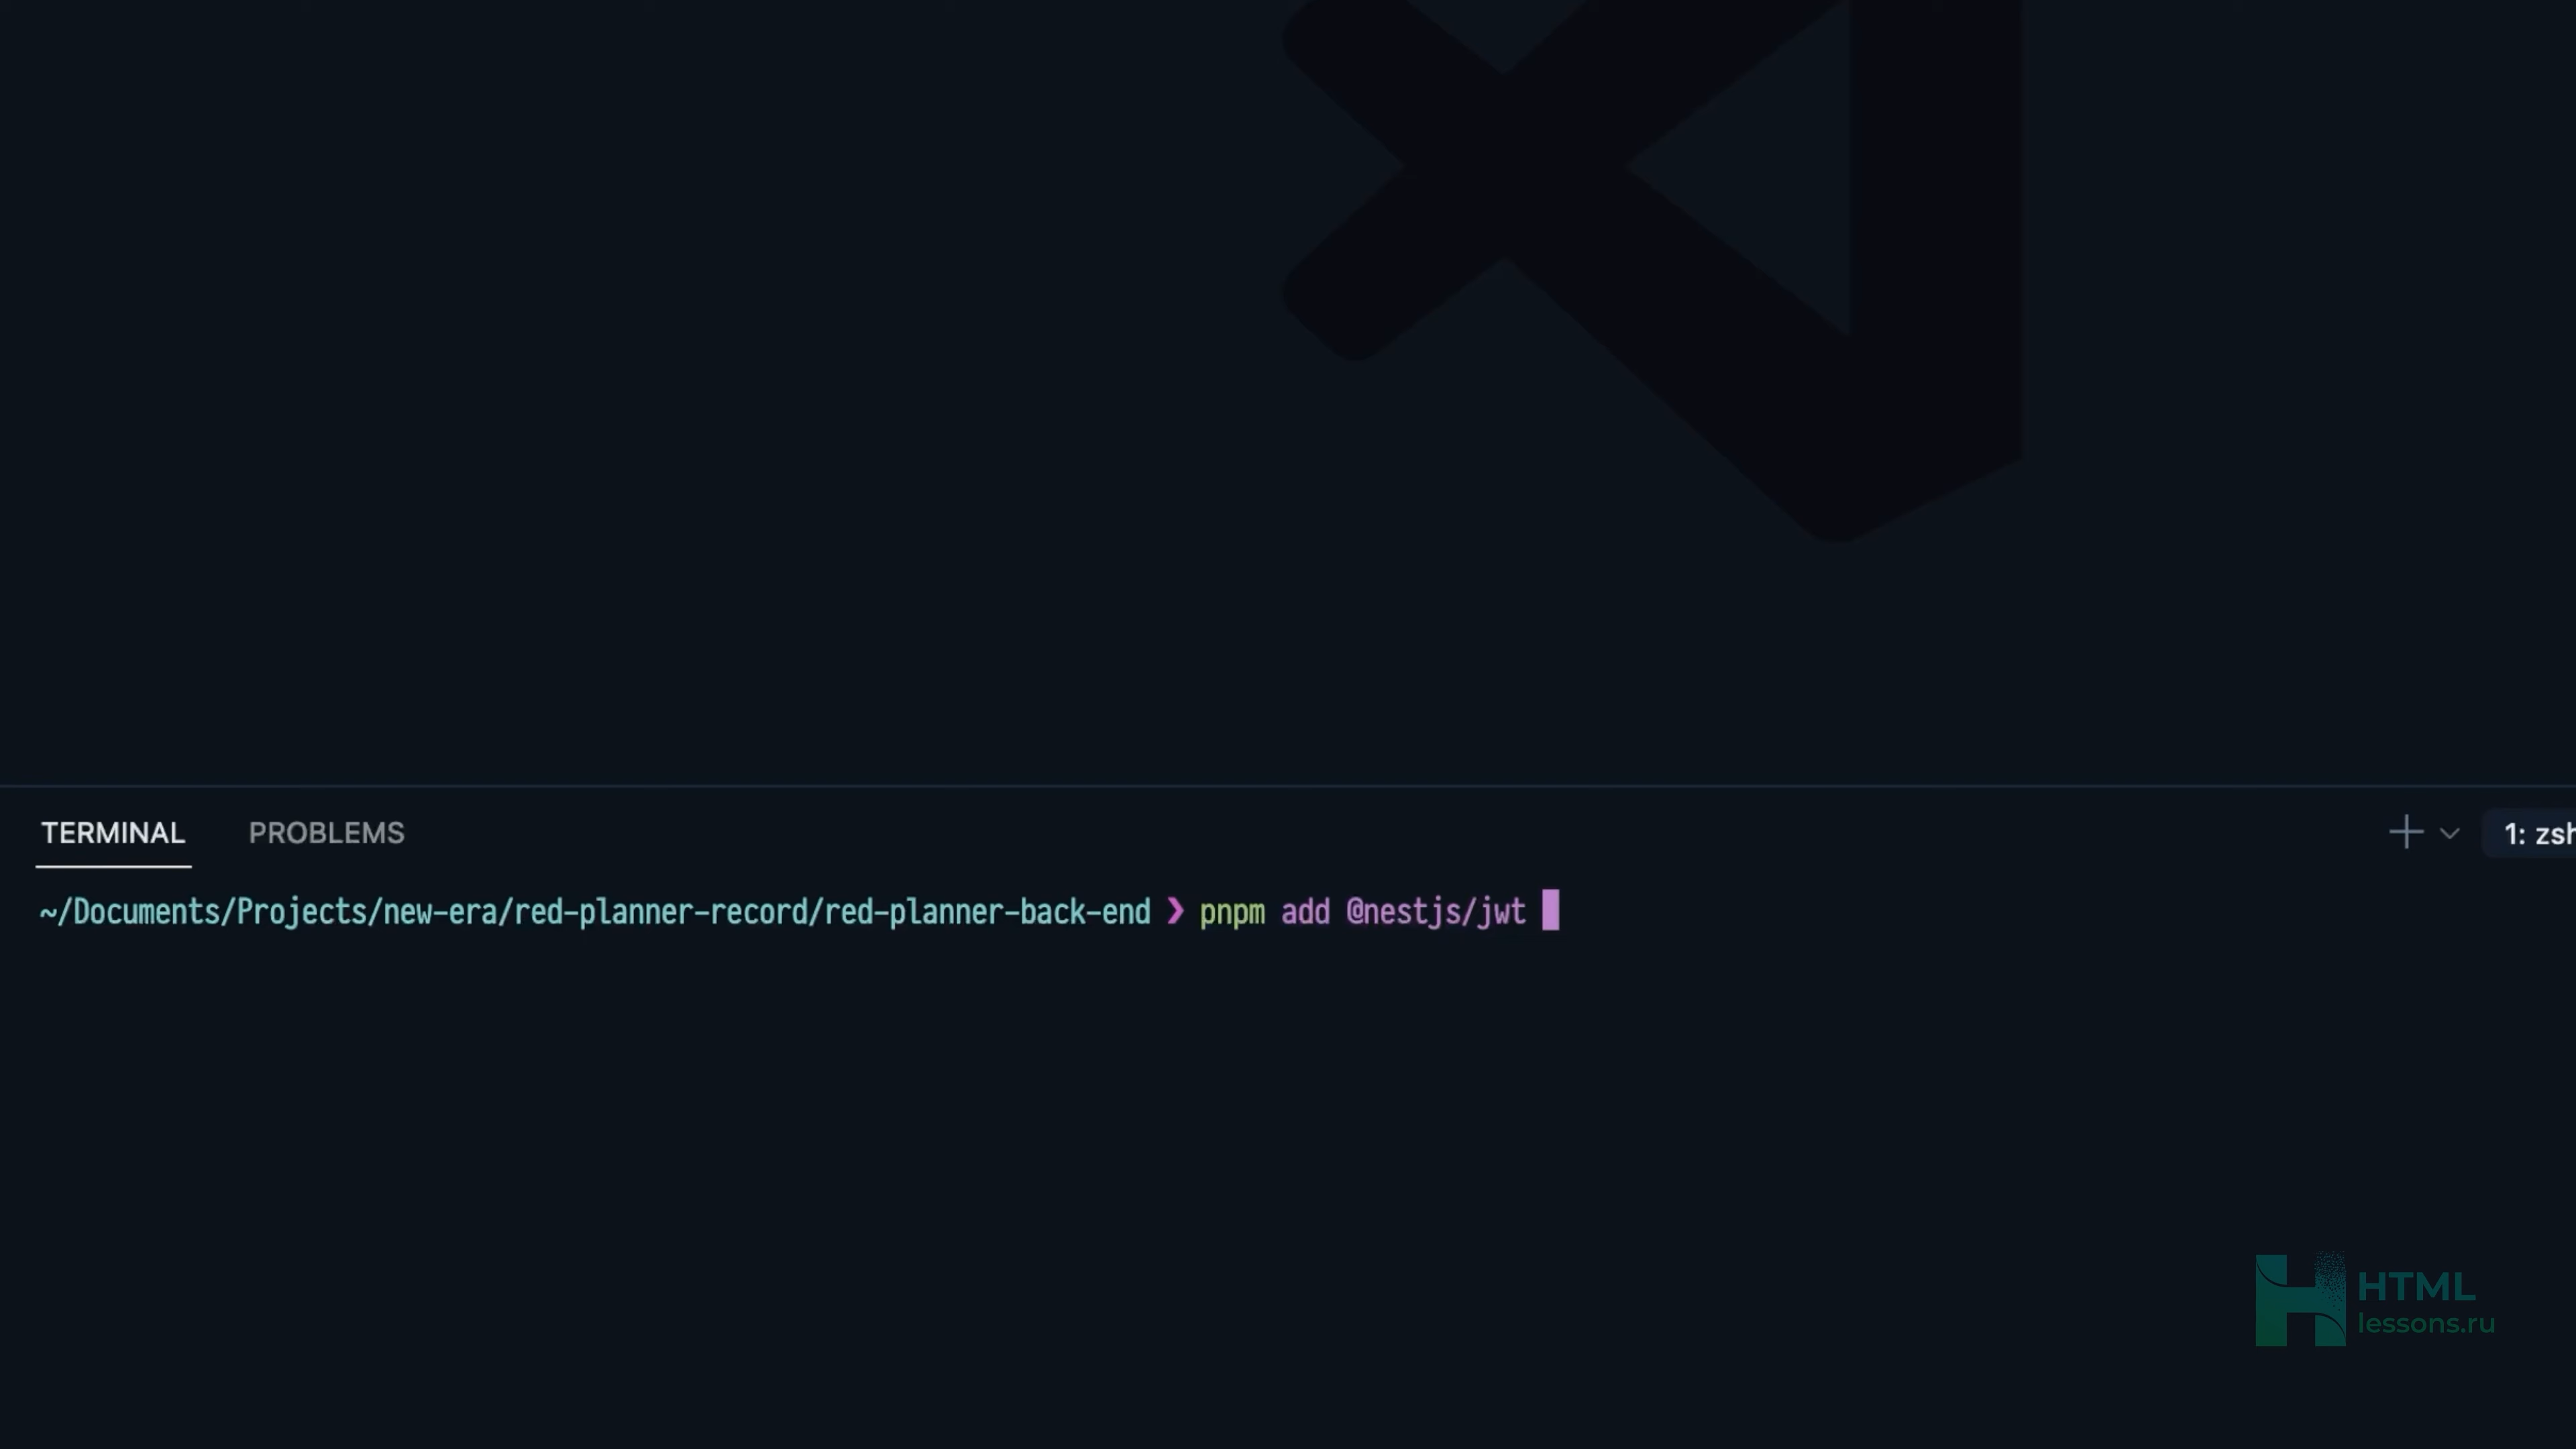 TERMINAL PROBLEMS
1: zsh
~/Documents/Projects/new-era/red-planner-record/red-planner-back-end ❯ pnpm add @nestjs/jwt
HTML
lessons.ru